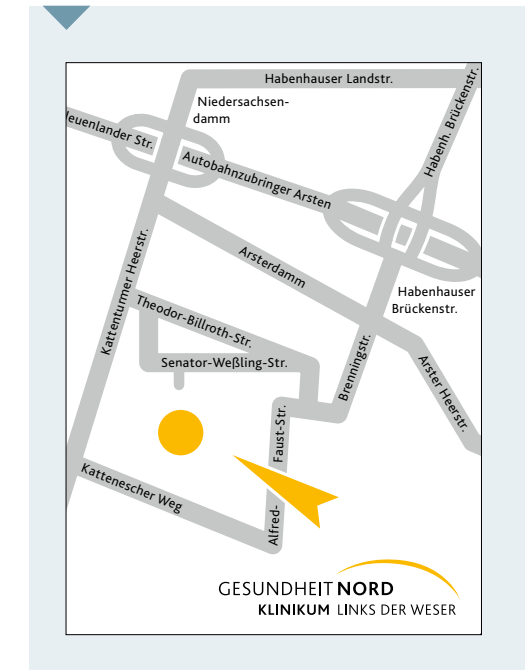 Habenhauser Landstr.
Niedersachsen-
damm
Habenh. Brückenstr.
euenlander Str.
Autobahnzubringer Arsten
Arsterdamm
Kattenturmer Heerstr.
Habenhauser
Brückenstr.
Theodor-Billroth-Str.
Senator-Weßling-Str.
Brenningstr.
Arster Heerstr.
Alfred-
Faust-Str.
Kattenescher Weg
GESUNDHEIT NORD
KLINIKUM LINKS DER WESER